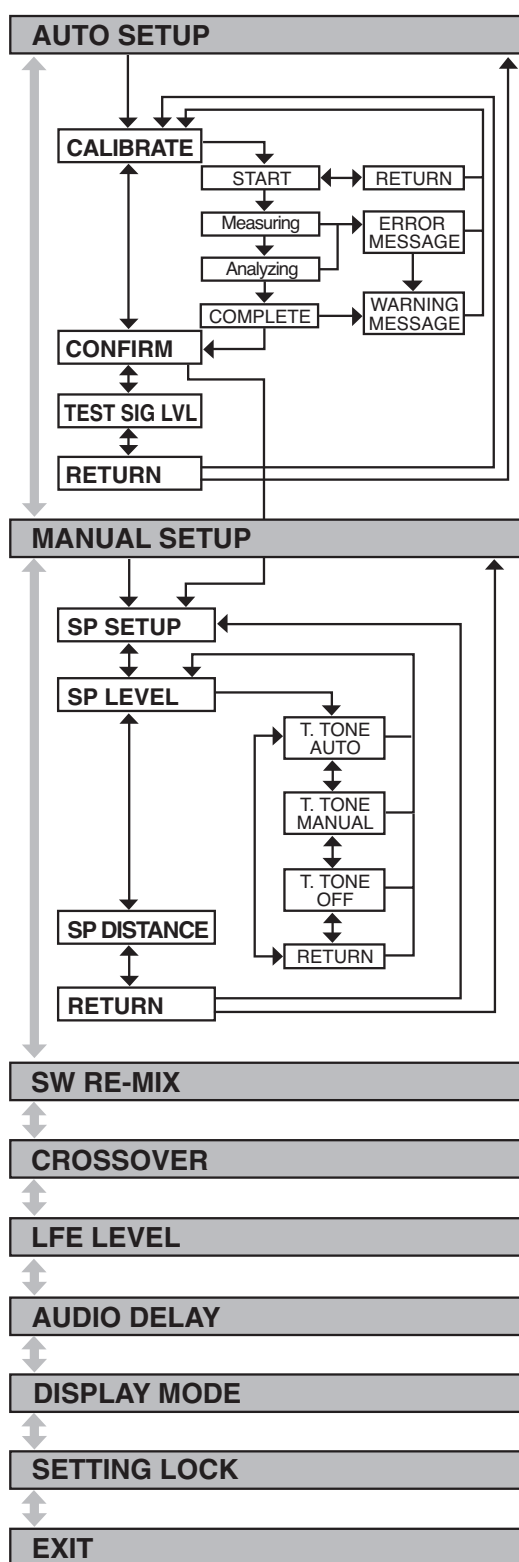 AUTO SETUP
CALIBRATE
START
RETURN
Measuring
ERROR
MESSAGE
Analyzing
COMPLETE
WARNING
MESSAGE
CONFIRM
TEST SIG LVL
RETURN
MANUAL SETUP
SP SETUP
SP LEVEL
T. TONE
AUTO
T. TONE
MANUAL
T. TONE
OFF
SP DISTANCE
RETURN
RETURN
SW RE-MIX
CROSSOVER
LFE LEVEL
AUDIO DELAY
DISPLAY MODE
SETTING LOCK
EXIT